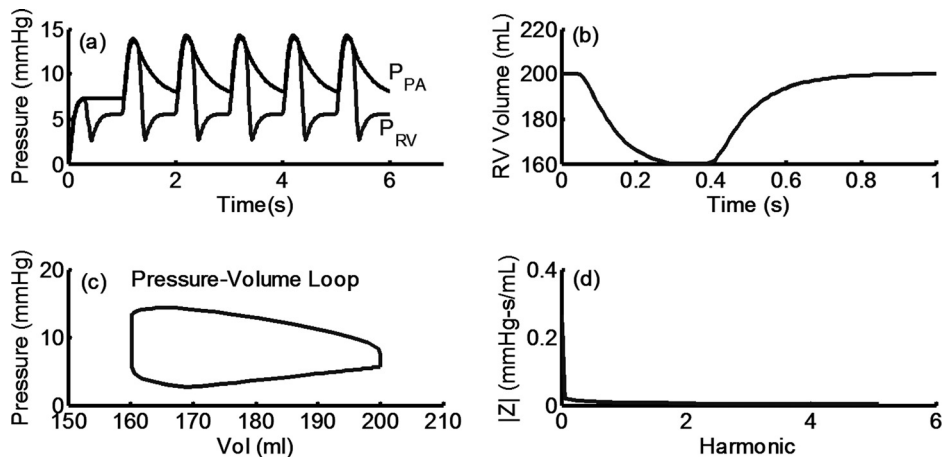 (a)
Pressure (mmHg)
15
10
5
0
P_PA
P_RV
0 2 4 6
Time(s)
(b)
RV Volume (mL)
200
180
160
0 0.2 0.4 0.6 0.8 1
Time (s)
(c) Pressure-Volume Loop
Pressure (mmHg)
20
10
0
150 160 170 180 190 200 210
Vol (ml)
(d)
|Z| (mmHg-s/mL)
0.4
0.2
0
0 2 4 6
Harmonic